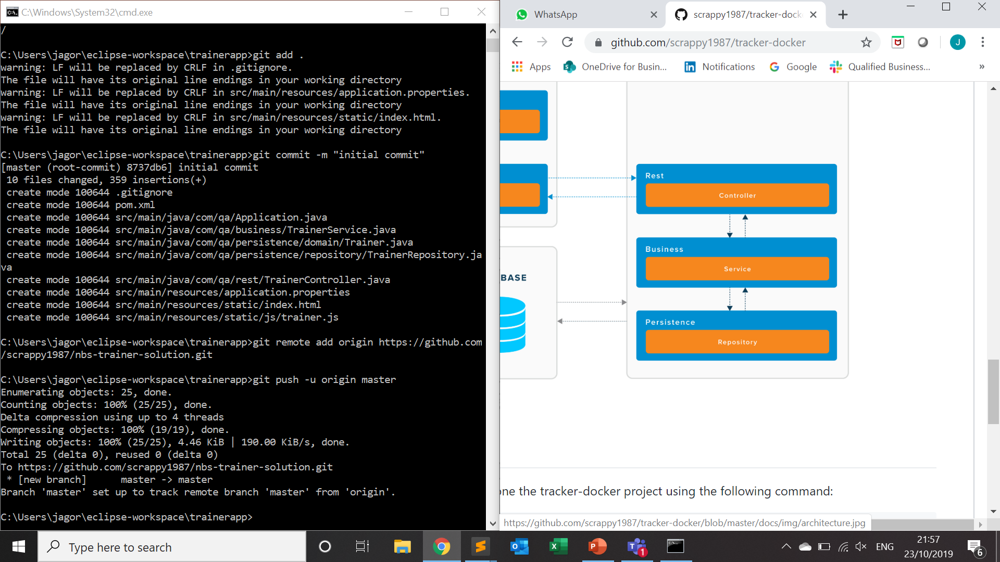 C:\Windows\System32\cmd.exe
/
C:\Users\jagor\eclipse-workspace\trainerapp>git add .
warning: LF will be replaced by CRLF in .gitignore.
The file will have its original line endings in your working directory
warning: LF will be replaced by CRLF in src/main/resources/application.properties.
The file will have its original line endings in your working directory
warning: LF will be replaced by CRLF in src/main/resources/static/index.html.
The file will have its original line endings in your working directory
C:\Users\jagor\eclipse-workspace\trainerapp>git commit -m "initial commit"
[master (root-commit) 8737db6] initial commit
10 files changed, 359 insertions(+)
create mode 100644 .gitignore
create mode 100644 pom.xml
create mode 100644 src/main/java/com/qa/Application.java
create mode 100644 src/main/java/com/qa/business/TrainerService.java
create mode 100644 src/main/java/com/qa/persistence/domain/Trainer.java
create mode 100644 src/main/java/com/qa/persistence/repository/TrainerRepository.ja
va
create mode 100644 src/main/java/com/qa/rest/TrainerController.java
create mode 100644 src/main/resources/application.properties
create mode 100644 src/main/resources/static/index.html
create mode 100644 src/main/resources/static/js/trainer.js
C:\Users\jagor\eclipse-workspace\trainerapp>git remote add origin https://github.com
/scrappy1987/nbs-trainer-solution.git
C:\Users\jagor\eclipse-workspace\trainerapp>git push -u origin master
Enumerating objects: 25, done.
Counting objects: 100% (25/25), done.
Delta compression using up to 4 threads
Compressing objects: 100% (19/19), done.
Writing objects: 100% (25/25), 4.46 KiB | 190.00 KiB/s, done.
Total 25 (delta 0), reused 0 (delta 0)
To https://github.com/scrappy1987/nbs-trainer-solution.git
* [new branch]      master -> master
Branch 'master' set up to track remote branch 'master' from 'origin'.
C:\Users\jagor\eclipse-workspace\trainerapp>
WhatsApp
scrappy1987/tracker-docke
github.com/scrappy1987/tracker-docker
J
Apps
OneDrive for Busin...
Notifications
Google
Qualified Business...
»
Rest
Controller
Business
Service
BASE
Persistence
Repository
one the tracker-docker project using the following command:
https://github.com/scrappy1987/tracker-docker/blob/master/docs/img/architecture.jpg
Type here to search
1
ENG
21:57
23/10/2019
6